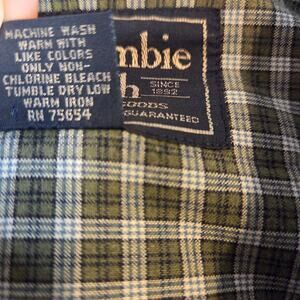 MACHINE WASH
WARM WITH
LIKE COLORS
ONLY NON-
CHLORINE BLEACH
TUMBLE DRY LOW
WARM IRON
RN 75654
mbie
h
SINCE
1892
GOODS
GUARANTEED